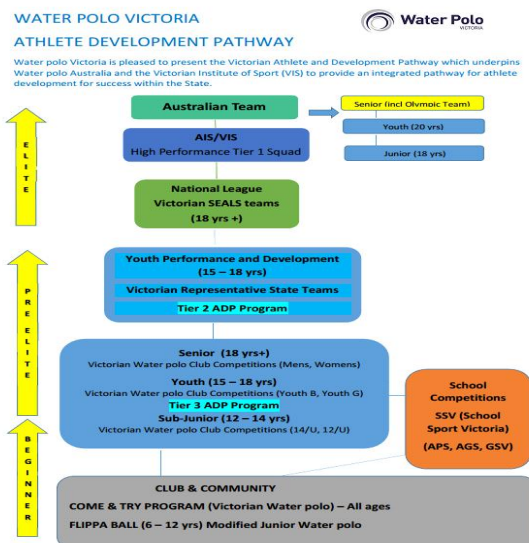 WATER POLO VICTORIA
Water Polo
VICTORIA
ATHLETE DEVELOPMENT PATHWAY
Water polo Victoria is pleased to present the Victorian Athlete and Development Pathway which underpins
Water polo Australia and the Victorian Institute of Sport (VIS) to provide an integrated pathway for athlete
development for success within the State.
Australian Team
Senior (incl Olympic Team)
Youth (20 yrs)
Junior (18 yrs)
AIS/VIS
High Performance Tier 1 Squad
National League
Victorian SEALS teams
(18 yrs +)
ELITE
Youth Performance and Development
(15 – 18 yrs)
Victorian Representative State Teams
Tier 2 ADP Program
PRE ELITE
Senior (18 yrs+)
Victorian Water polo Club Competitions (Mens, Womens)
Youth (15 – 18 yrs)
Victorian Water polo Club Competitions (Youth B, Youth G)
Tier 3 ADP Program
Sub-Junior (12 – 14 yrs)
Victorian Water polo Club Competitions (14/U, 12/U)
School
Competitions
SSV (School
Sport Victoria)
(APS, AGS, GSV)
BEGINNER
CLUB & COMMUNITY
COME & TRY PROGRAM (Victorian Water polo) – All ages
FLIPPA BALL (6 – 12 yrs) Modified Junior Water polo